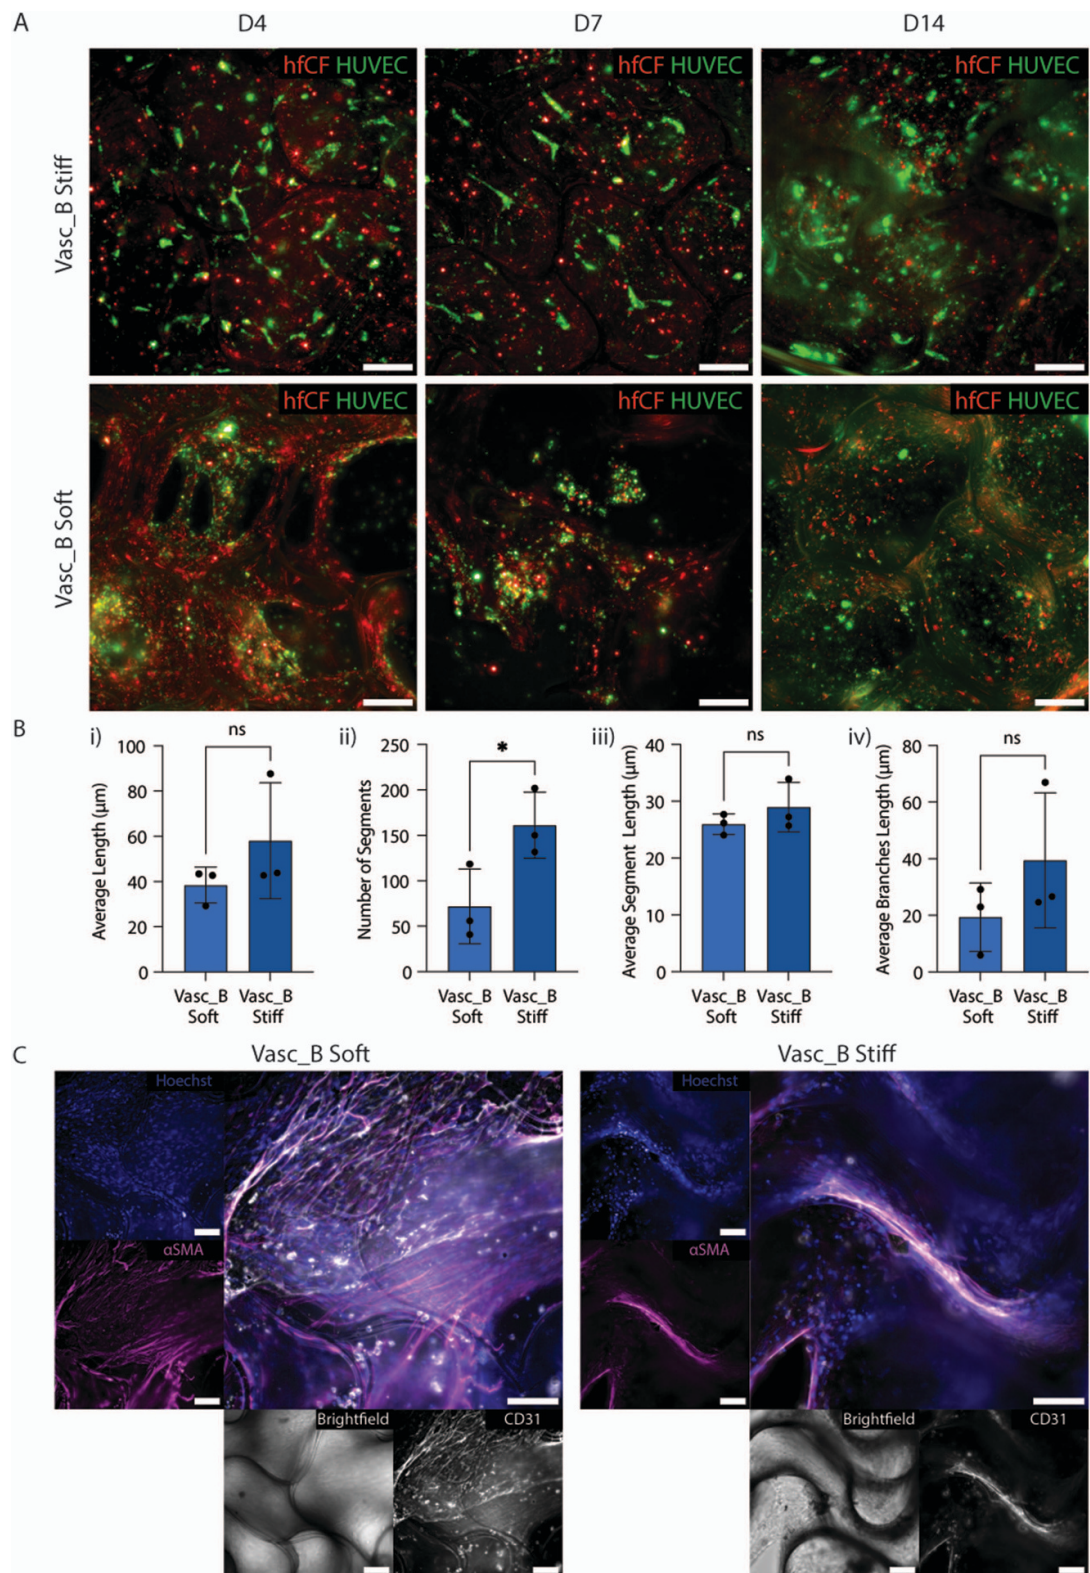 A
D4 D7 D14
Vasc_B Stiff
hfCF HUVEC
hfCF HUVEC
hfCF HUVEC
Vasc_B Soft
hfCF HUVEC
hfCF HUVEC
hfCF HUVEC
B
i)
ns
Average Length (μm)
100
80
60
40
20
0
Vasc_B Soft
Vasc_B Stiff
ii)
*
Number of Segments
250
200
150
100
50
0
Vasc_B Soft
Vasc_B Stiff
iii)
ns
Average Segment Length (μm)
40
30
20
10
0
Vasc_B Soft
Vasc_B Stiff
iv)
ns
Average Branches Length (μm)
80
60
40
20
0
Vasc_B Soft
Vasc_B Stiff
C
Vasc_B Soft
Hoechst
αSMA
Brightfield
CD31
Vasc_B Stiff
Hoechst
αSMA
Brightfield
CD31